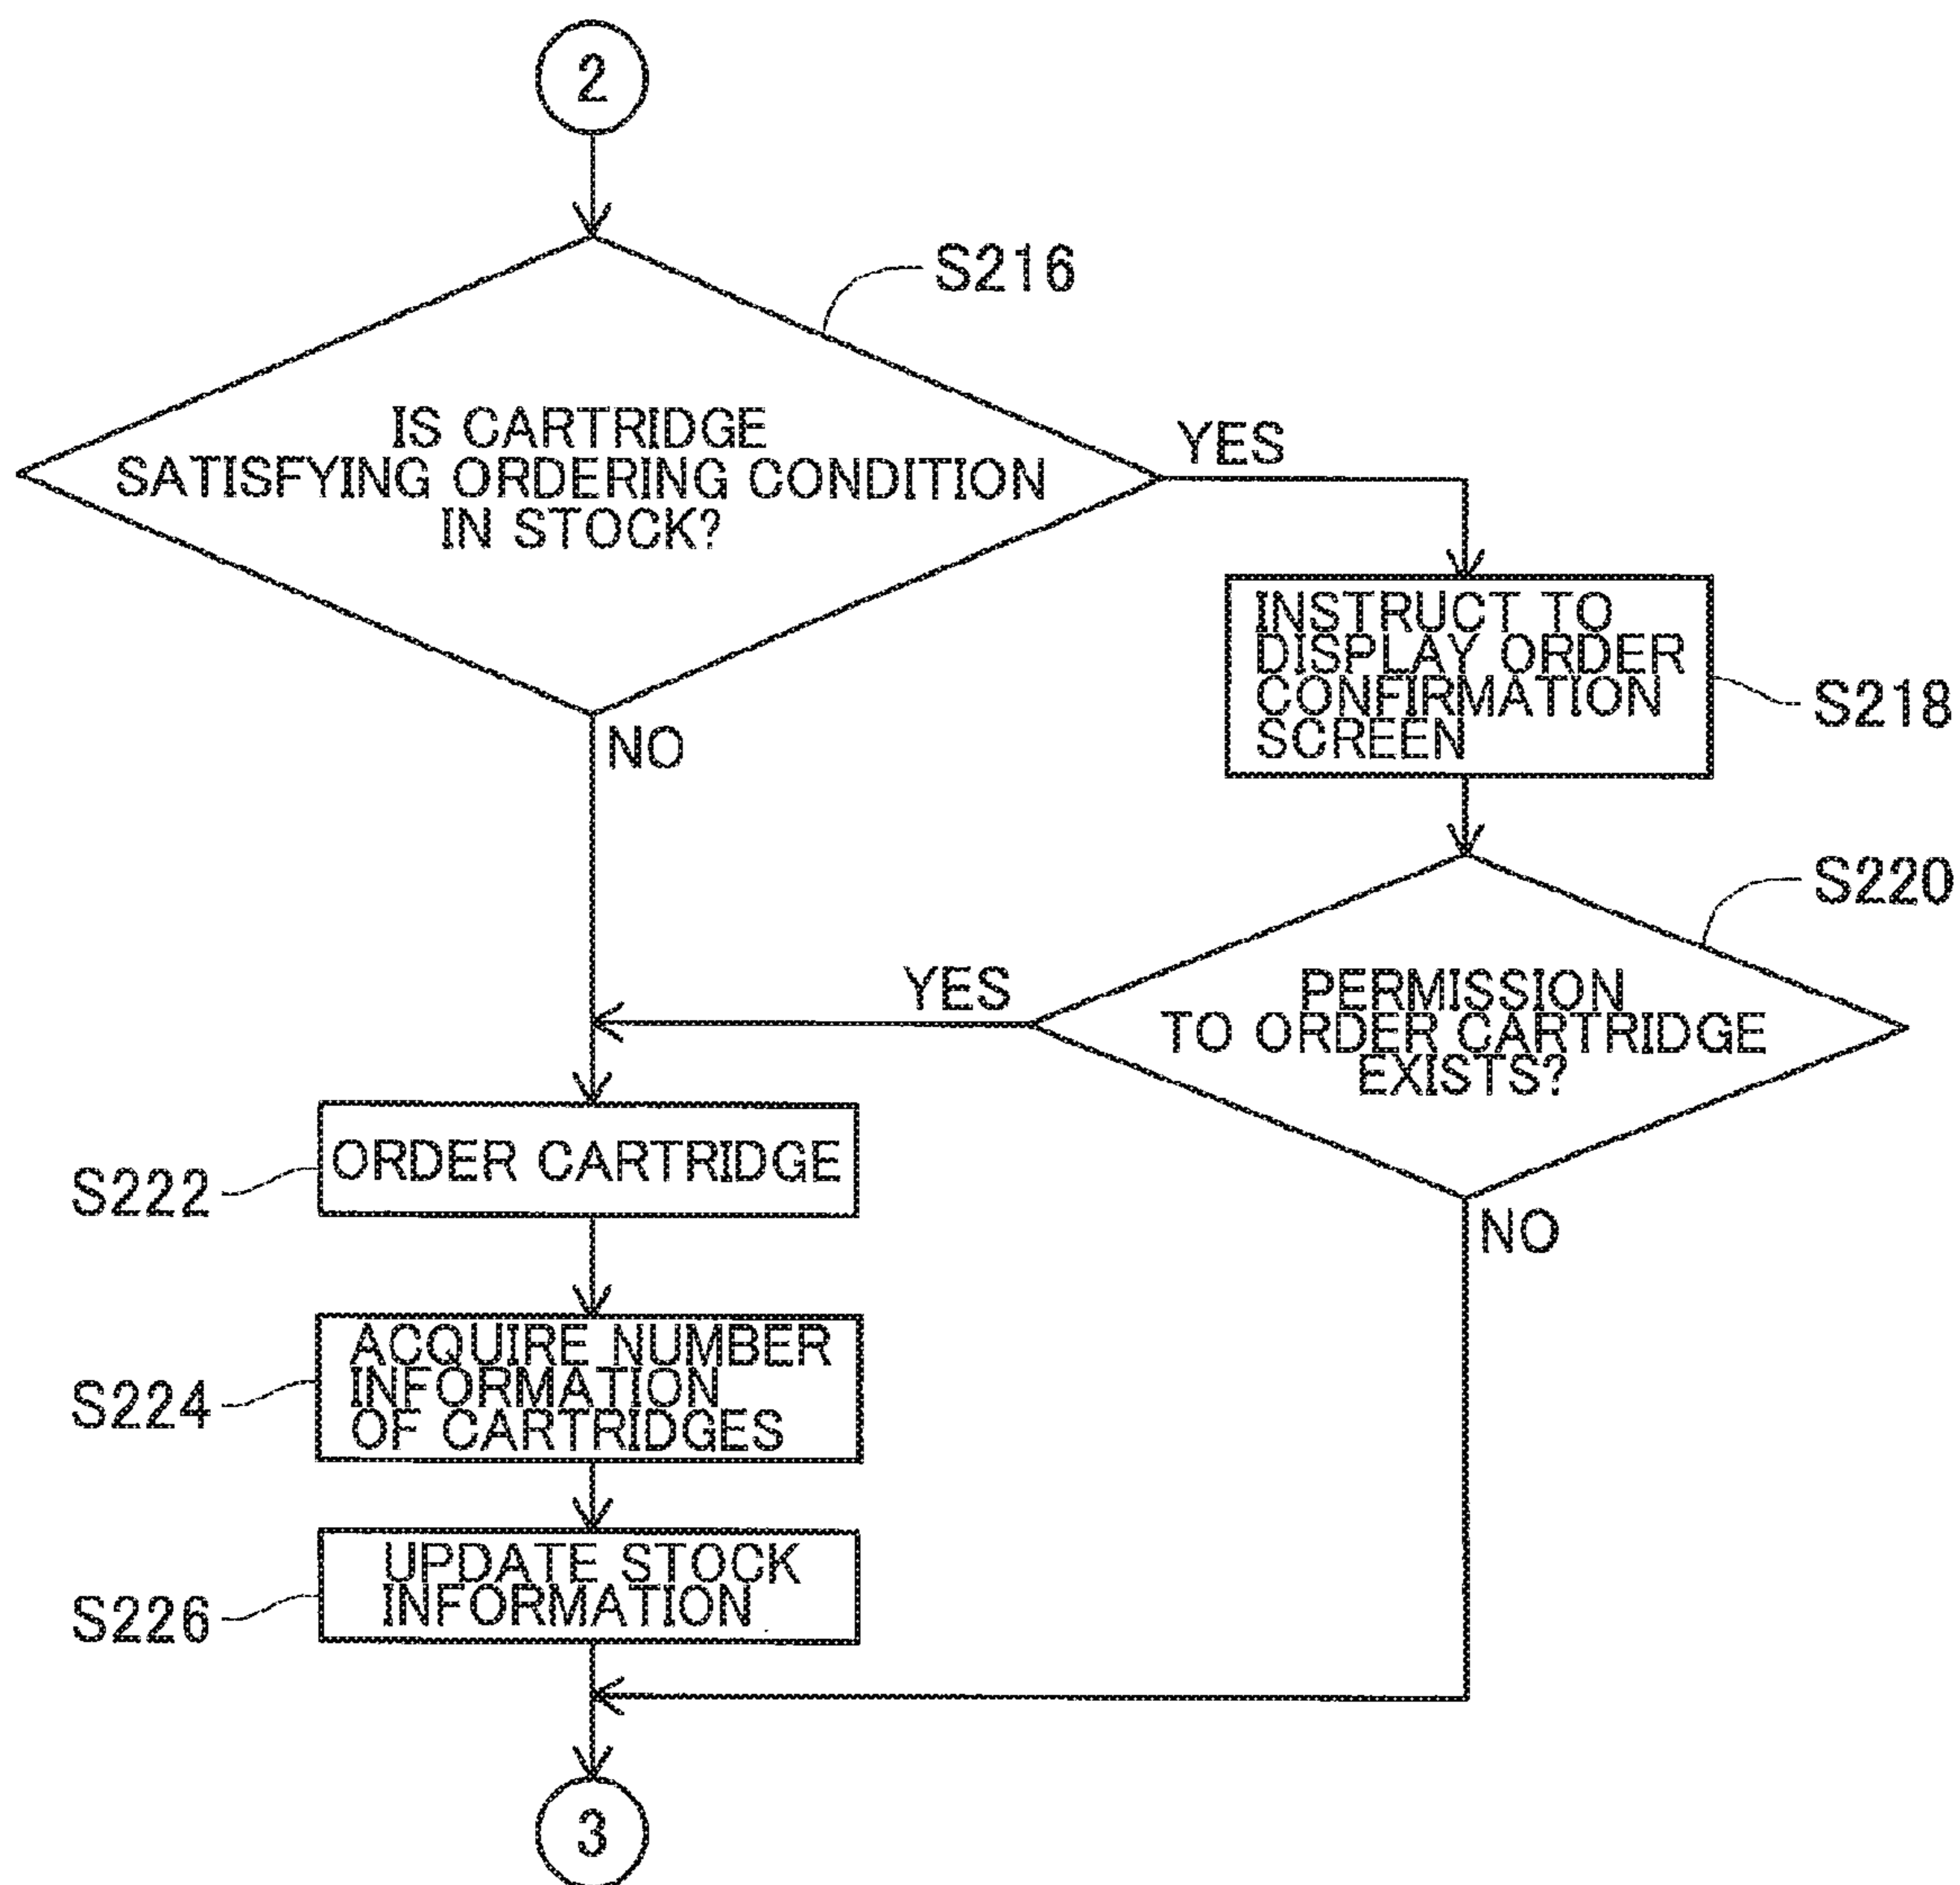 2
S216
IS CARTRIDGE
SATISFYING ORDERING CONDITION
IN STOCK?
YES
NO
INSTRUCT TO
DISPLAY ORDER
CONFIRMATION
SCREEN
S218
S220
PERMISSION
TO ORDER CARTRIDGE
EXISTS?
YES
NO
ORDER CARTRIDGE
S222
ACQUIRE NUMBER
INFORMATION
OF CARTRIDGES
S224
UPDATE STOCK
INFORMATION
S226
3